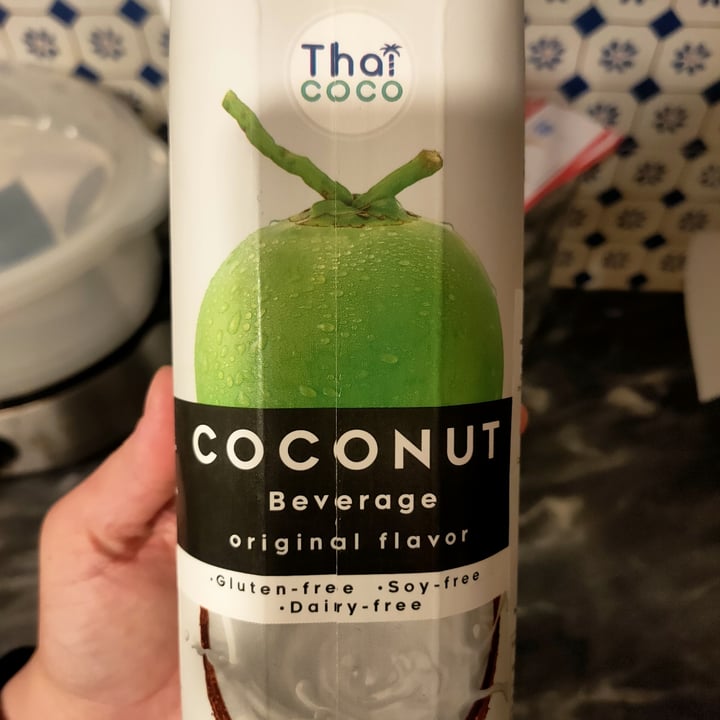 Thai
COCO
COCONUT
Beverage
original flavor
·Gluten-free ·Soy-free
·Dairy-free